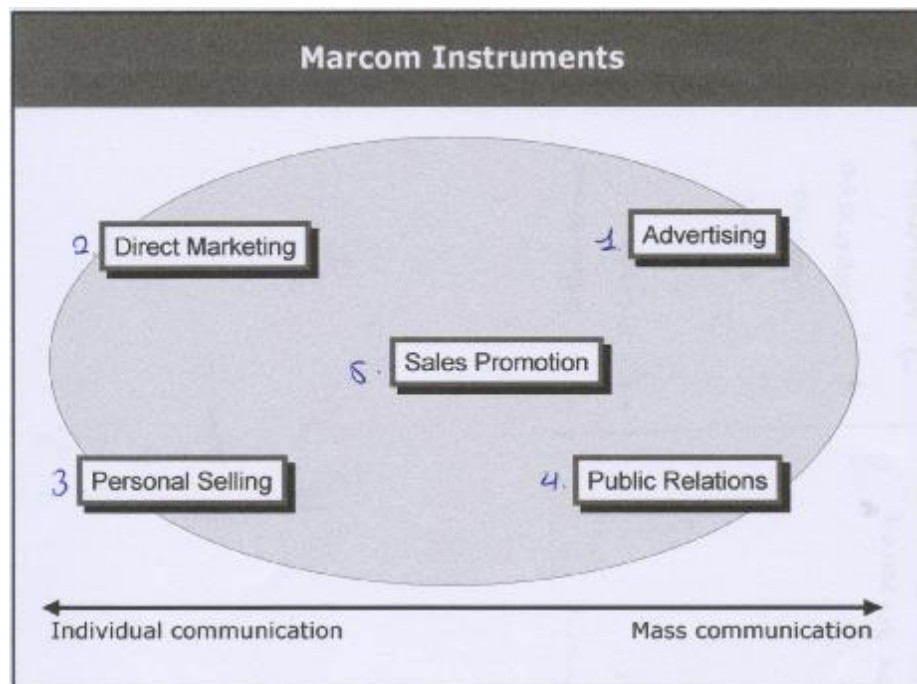 Marcom Instruments
2 Direct Marketing
1. Advertising
5. Sales Promotion
3 Personal Selling
4. Public Relations
Individual communication
Mass communication